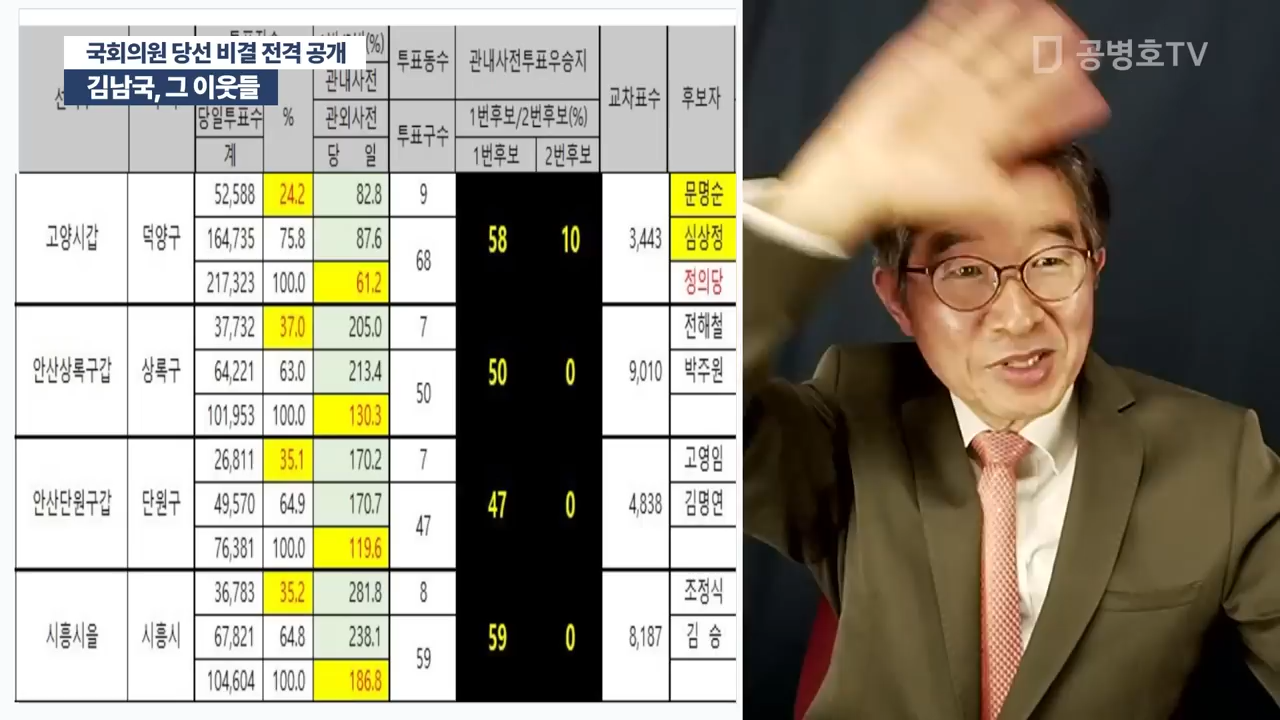 국회의원 당선 비결 전격 공개
김남국, 그 이웃들
공병호TV
(%)
관내사전
관외사전
당 일
당일투표수
계
%
투표동수
투표구수
관내사전투표우승지
1번후보/2번후보(%)
1번후보 2번후보
교차표수
후보자
고양시갑 덕양구
52,588 24.2 82.8 9 문명순
164,735 75.8 87.6 68 58 10 3,443 심상정
217,323 100.0 61.2 정의당
안산상록구갑 상록구
37,732 37.0 205.0 7 전해철
64,221 63.0 213.4 50 50 0 9,010 박주원
101,953 100.0 130.3
안산단원구갑 단원구
26,811 35.1 170.2 7 고영임
49,570 64.9 170.7 47 47 0 4,838 김명연
76,381 100.0 119.6
시흥시을 시흥시
36,783 35.2 281.8 8 조정식
67,821 64.8 238.1 59 59 0 8,187 김 승
104,604 100.0 186.8